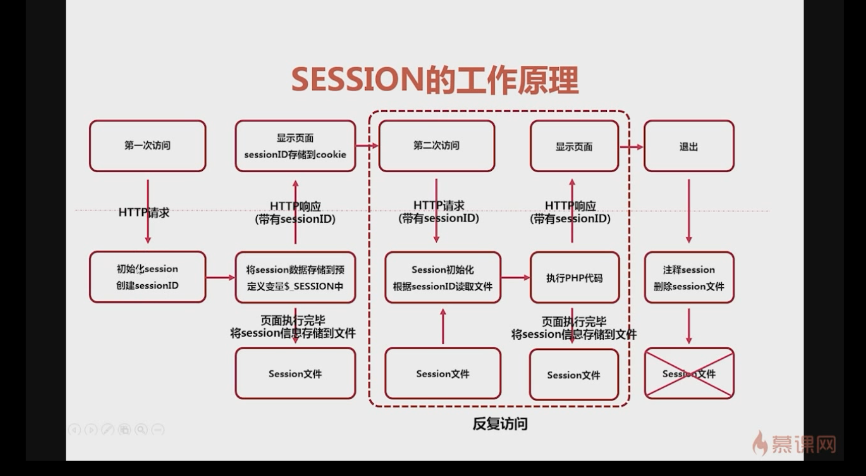 SESSION的工作原理
第一次访问
显示页面
sessionID存储到cookie
第二次访问
显示页面
退出
HTTP请求
HTTP响应
(带有sessionID)
HTTP请求
(带有sessionID)
HTTP响应
(带有sessionID)
初始化session
创建sessionID
将session数据存储到预
定义变量$_SESSION中
Session初始化
根据sessionID读取文件
执行PHP代码
注释session
删除session文件
页面执行完毕
将session信息存储到文件
页面执行完毕
将session信息存储到文件
Session文件
Session文件
Session文件
Session文件
反复访问
慕课网